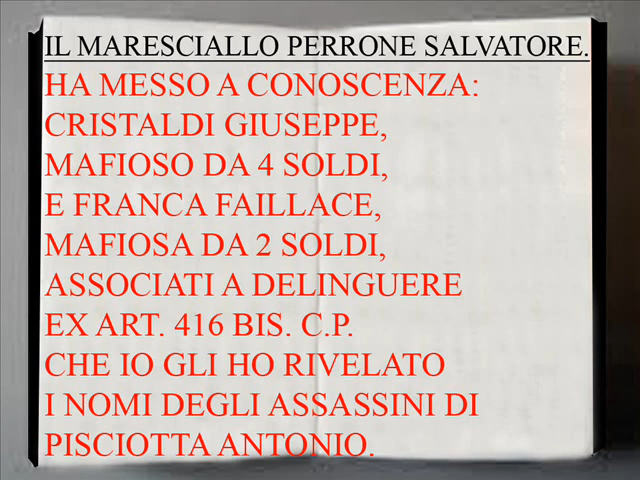 IL MARESCIALLO PERRONE SALVATORE.
HA MESSO A CONOSCENZA:
CRISTALDI GIUSEPPE,
MAFIOSO DA 4 SOLDI,
E FRANCA FAILLACE,
MAFIOSA DA 2 SOLDI,
ASSOCIATI A DELINGUERE
EX ART. 416 BIS. C.P.
CHE IO GLI HO RIVELATO
I NOMI DEGLI ASSASSINI DI
PISCIOTTA ANTONIO.